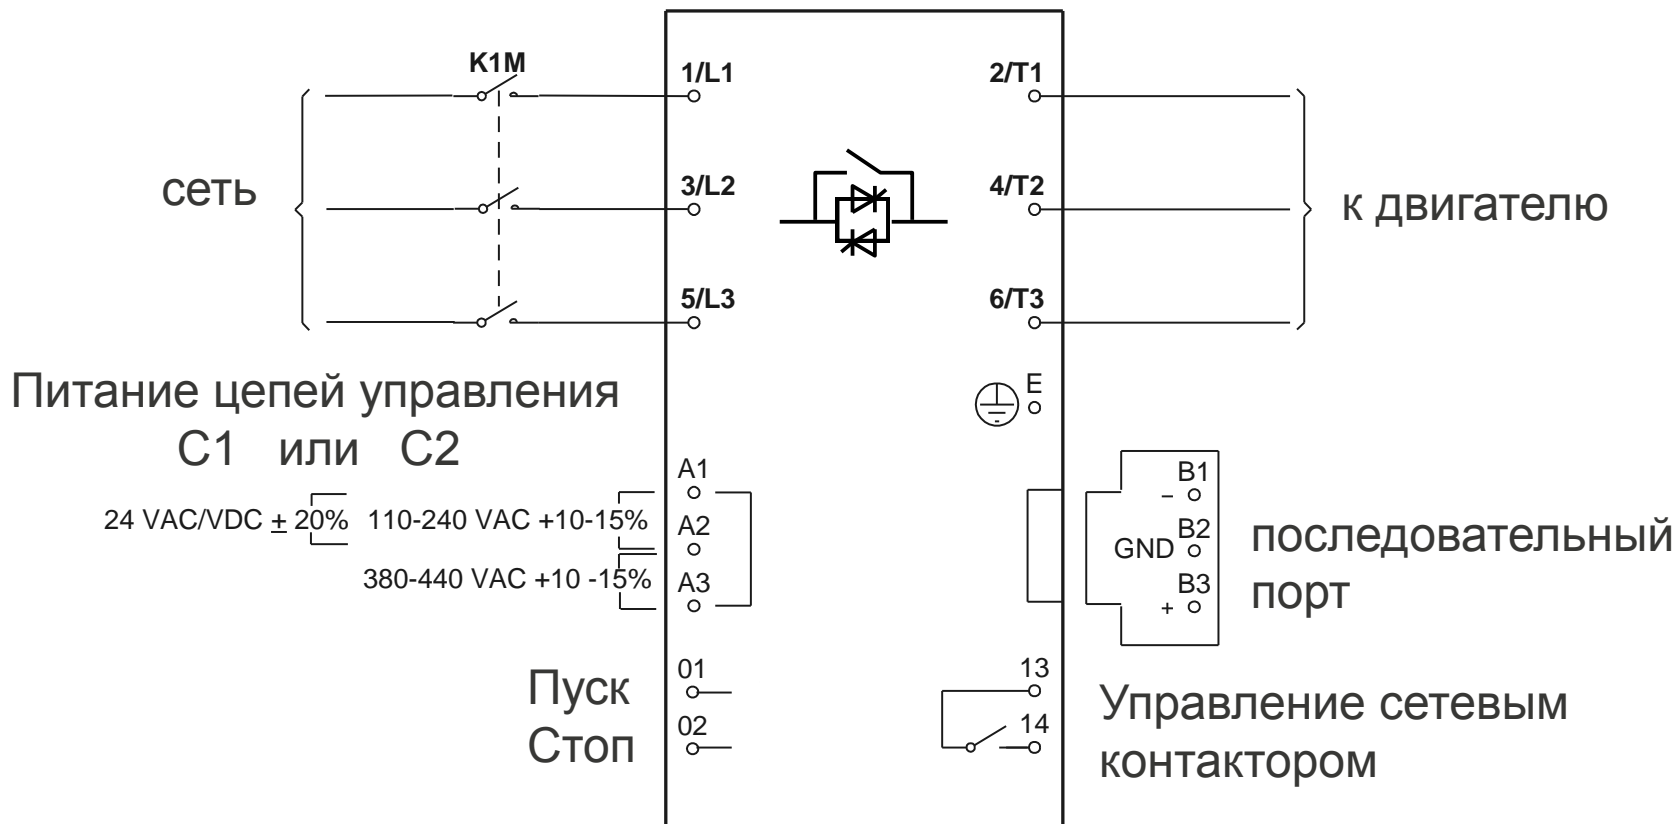 K1M
1/L1
2/T1
сеть
3/L2
4/T2
к двигателю
5/L3
6/T3
E
Питание цепей управления
C1 или C2
A1
24 VAC/VDC ± 20%
110-240 VAC +10-15%
A2
380-440 VAC +10 -15%
A3
B1
–
B2
GND
B3
+
последовательный
порт
Пуск
01
Стоп
02
13
14
Управление сетевым
контактором